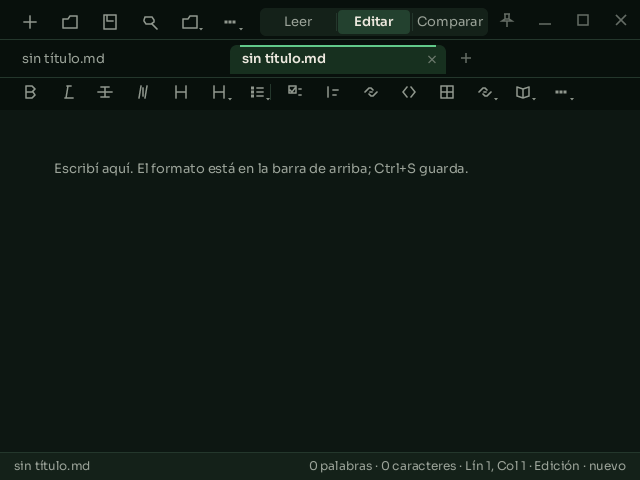 Leer Editar Comparar
sin título.md sin título.md
Escribí aquí. El formato está en la barra de arriba; Ctrl+S guarda.
sin título.md 0 palabras · 0 caracteres · Lín 1, Col 1 · Edición · nuevo